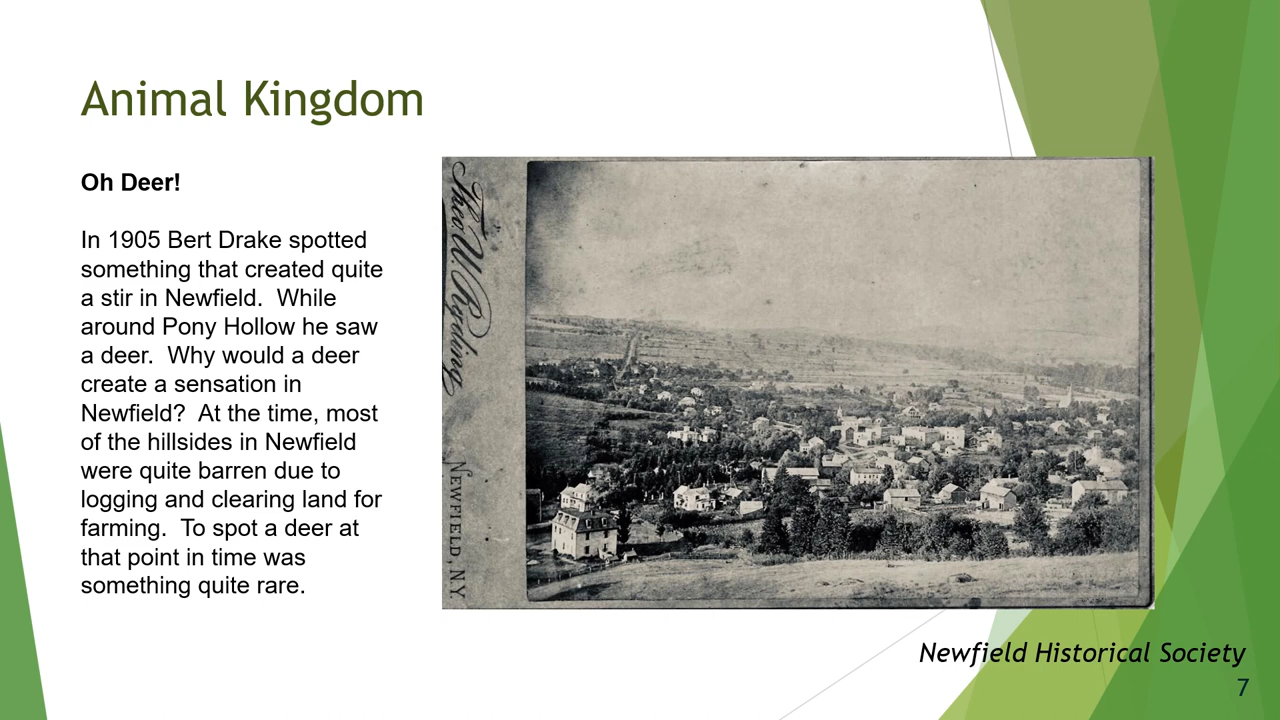 Animal Kingdom
Oh Deer!
In 1905 Bert Drake spotted
something that created quite
a stir in Newfield.  While
around Pony Hollow he saw
a deer.  Why would a deer
create a sensation in
Newfield?  At the time, most
of the hillsides in Newfield
were quite barren due to
logging and clearing land for
farming.  To spot a deer at
that point in time was
something quite rare.
Theo
NEWFIELD, N.Y.
Newfield Historical Society
7